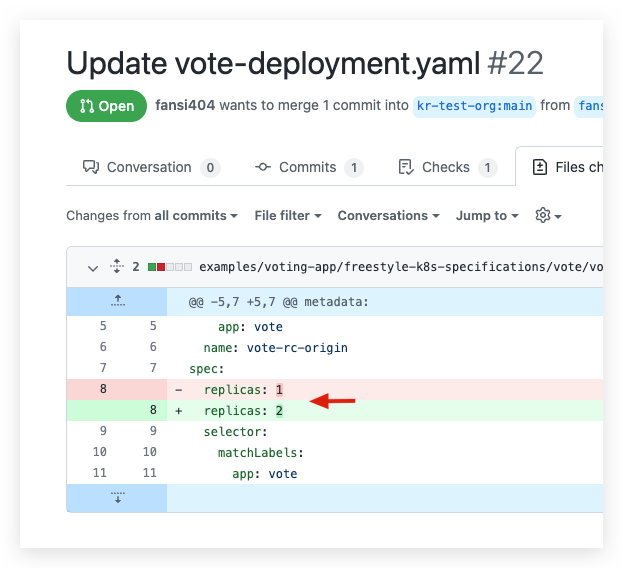 Update vote-deployment.yaml #22
Open fansi404 wants to merge 1 commit into kr-test-org:main from fans
Conversation 0 Commits 1 Checks 1 Files ch
Changes from all commits File filter Conversations Jump to
2 examples/voting-app/freestyle-k8s-specifications/vote/vo
@@ -5,7 +5,7 @@ metadata:
5 5 app: vote
6 6 name: vote-rc-origin
7 7 spec:
8 - replicas: 1
8 + replicas: 2
9 9 selector:
10 10 matchLabels:
11 11 app: vote